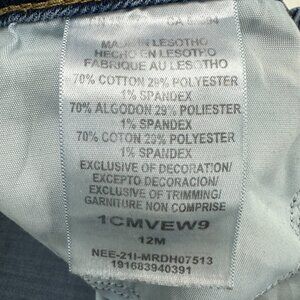 MADE IN LESOTHO
HECHO EN LESOTHO
FABRIQUE AU LESOTHO
70% COTTON 29% POLYESTER
1% SPANDEX
70% ALGODON 29% POLIESTER
1% SPANDEX
70% COTON 29% POLYESTER
1% SPANDEX
EXCLUSIVE OF DECORATION/
EXCEPTO DECORACION/
EXCLUSIVE OF TRIMMING/
GARNITURE NON COMPRISE
1CMVEW9
12M
NEE-21I-MRDH07513
191683940391